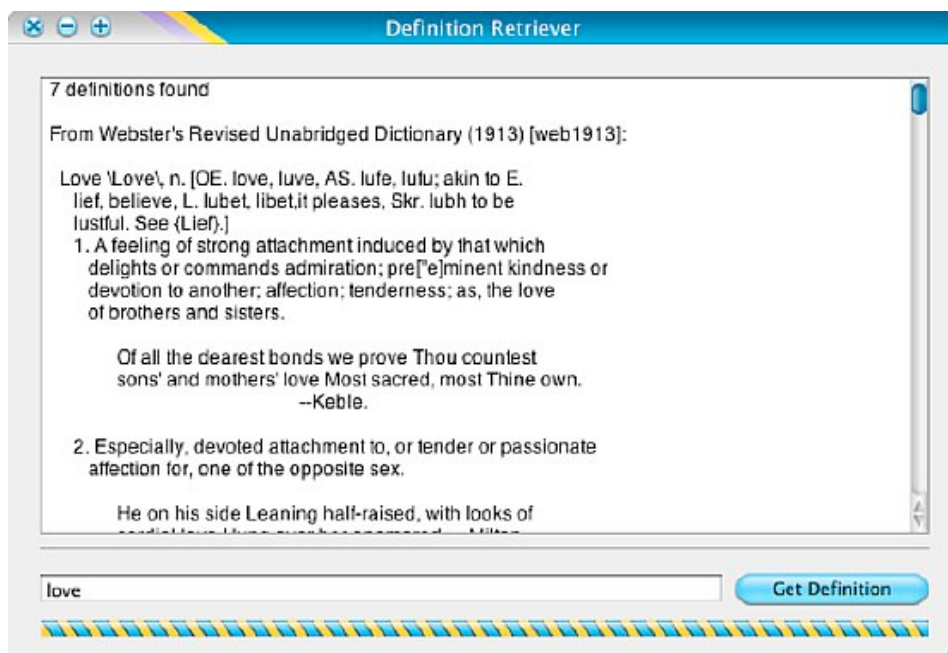 Definition Retriever
7 definitions found
From Webster's Revised Unabridged Dictionary (1913) [web1913]:
Love \Love\, n. [OE. love, luve, AS. lufe, lufu; akin to E.
lief, believe, L. lubet, libet,it pleases, Skr. lubh to be
lustful. See {Lief}.]
1. A feeling of strong attachment induced by that which
delights or commands admiration; pre["e]minent kindness or
devotion to another; affection; tenderness; as, the love
of brothers and sisters.
Of all the dearest bonds we prove Thou countest
sons' and mothers' love Most sacred, most Thine own.
--Keble.
2. Especially, devoted attachment to, or tender or passionate
affection for, one of the opposite sex.
He on his side Leaning half-raised, with looks of
love
Get Definition